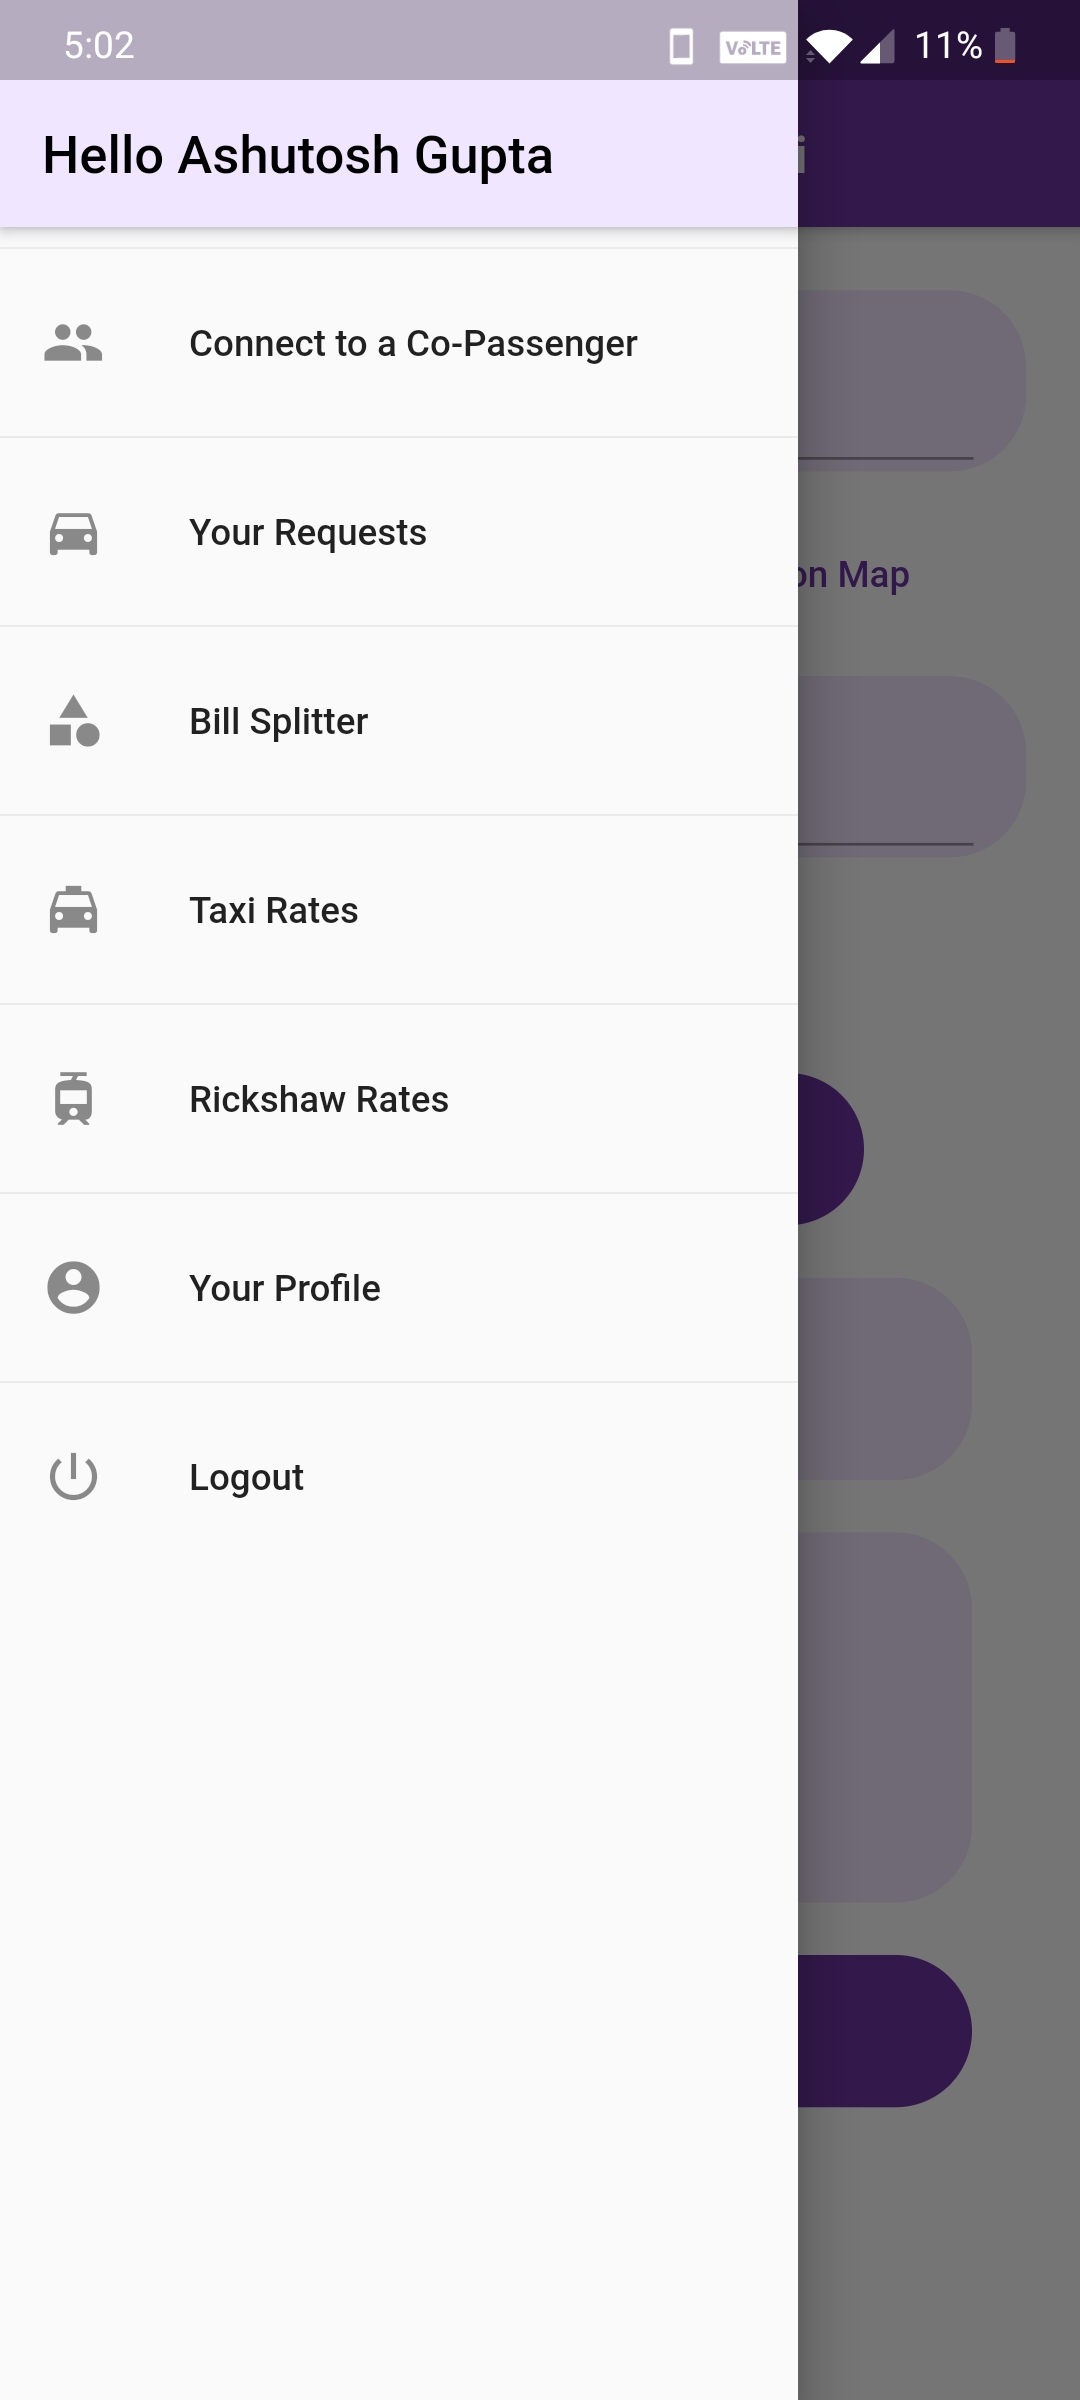 5:02 VoLTE 11%
Hello Ashutosh Gupta
Connect to a Co-Passenger
Your Requests
on Map
Bill Splitter
Taxi Rates
Rickshaw Rates
Your Profile
Logout